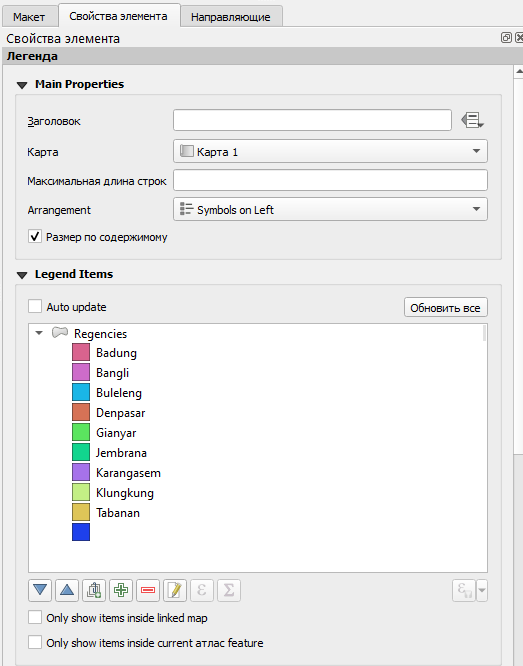 Макет Свойства элемента Направляющие
Свойства элемента
Легенда
Main Properties
Заголовок
Карта Карта 1
Максимальная длина строк
Arrangement Symbols on Left
Размер по содержимому
Legend Items
Auto update Обновить все
Regencies
Badung
Bangli
Buleleng
Denpasar
Gianyar
Jembrana
Karangasem
Klungkung
Tabanan
ε Σ ε
Only show items inside linked map
Only show items inside current атлас feature